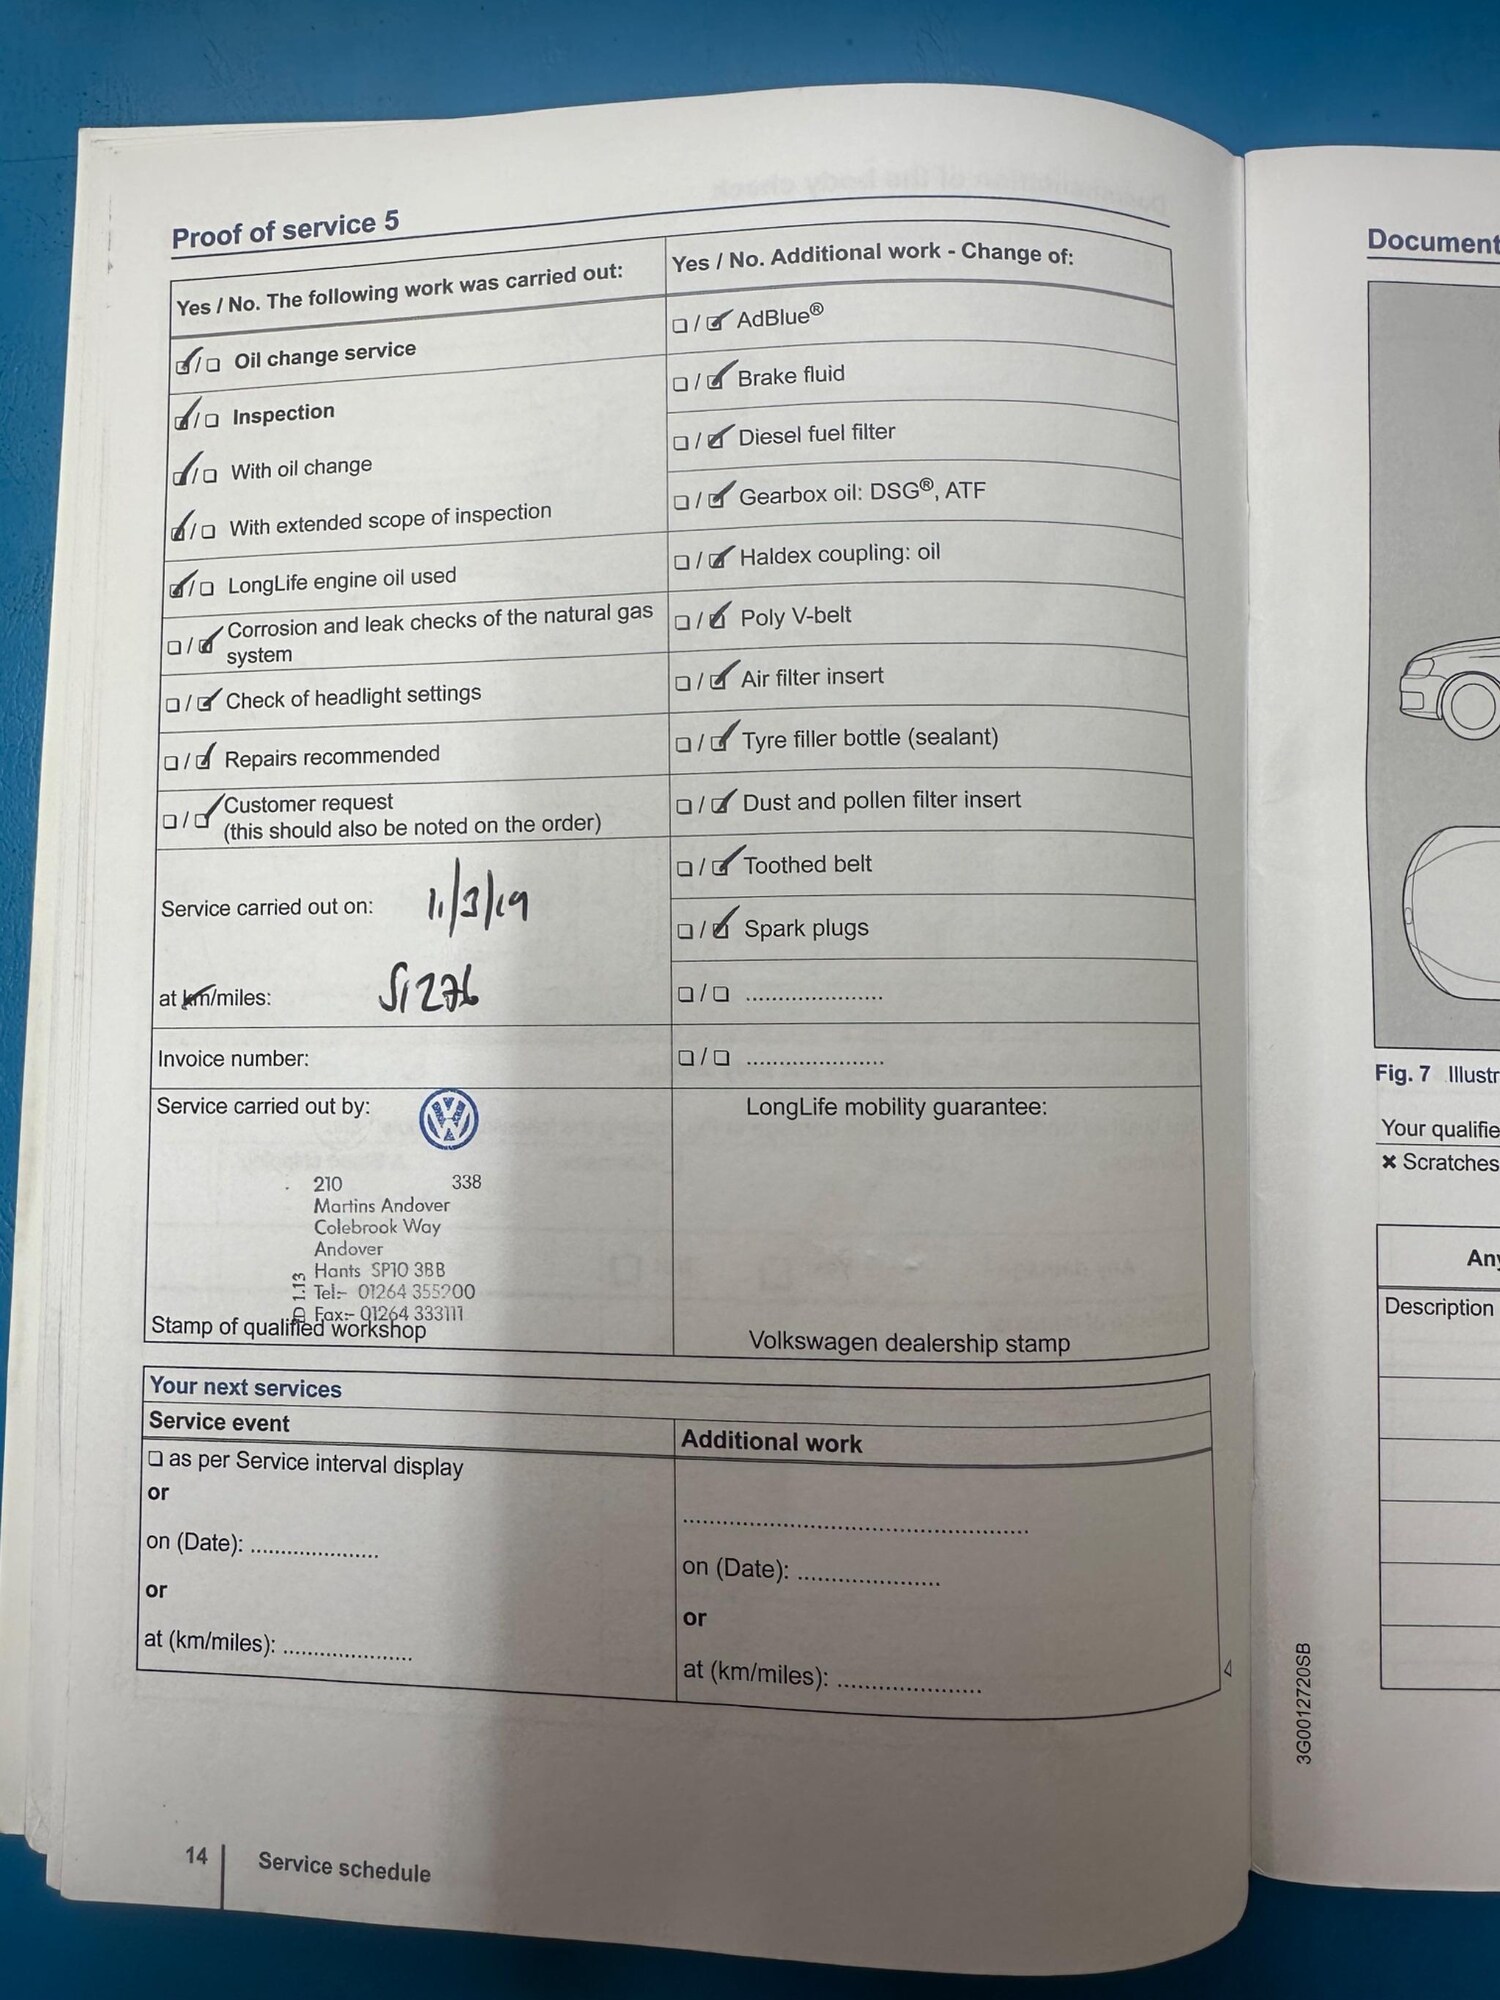 Proof of service 5
Yes / No. The following work was carried out:
☑/☐ Oil change service
☑/☐ Inspection
☑/☐ With oil change
☑/☐ With extended scope of inspection
☑/☐ LongLife engine oil used
☐/☑ Corrosion and leak checks of the natural gas
system
☐/☑ Check of headlight settings
☐/☑ Repairs recommended
☐/☑ Customer request
(this should also be noted on the order)
Service carried out on: 11/3/19
at km/miles: 51276
Invoice number:
Service carried out by:
210 338
Martins Andover
Colebrook Way
Andover
Hants SP10 3BB
Tel:- 01264 355200
Fax:- 01264 333111
Stamp of qualified workshop
Yes / No. Additional work - Change of:
☐/☑ AdBlue®
☐/☑ Brake fluid
☐/☑ Diesel fuel filter
☐/☑ Gearbox oil: DSG®, ATF
☐/☑ Haldex coupling: oil
☐/☑ Poly V-belt
☐/☑ Air filter insert
☐/☑ Tyre filler bottle (sealant)
☐/☑ Dust and pollen filter insert
☐/☑ Toothed belt
☐/☑ Spark plugs
☐/☐ ......................
☐/☐ ......................
LongLife mobility guarantee:
Volkswagen dealership stamp
Your next services
Service event
☐ as per Service interval display
or
on (Date): .....................
or
at (km/miles): .....................
Additional work
.........................................................
on (Date): .......................
or
at (km/miles): .......................
14 Service schedule
Document
Fig. 7 Illustr
Your qualifie
✖ Scratches
Any
Description
3G0012720SB